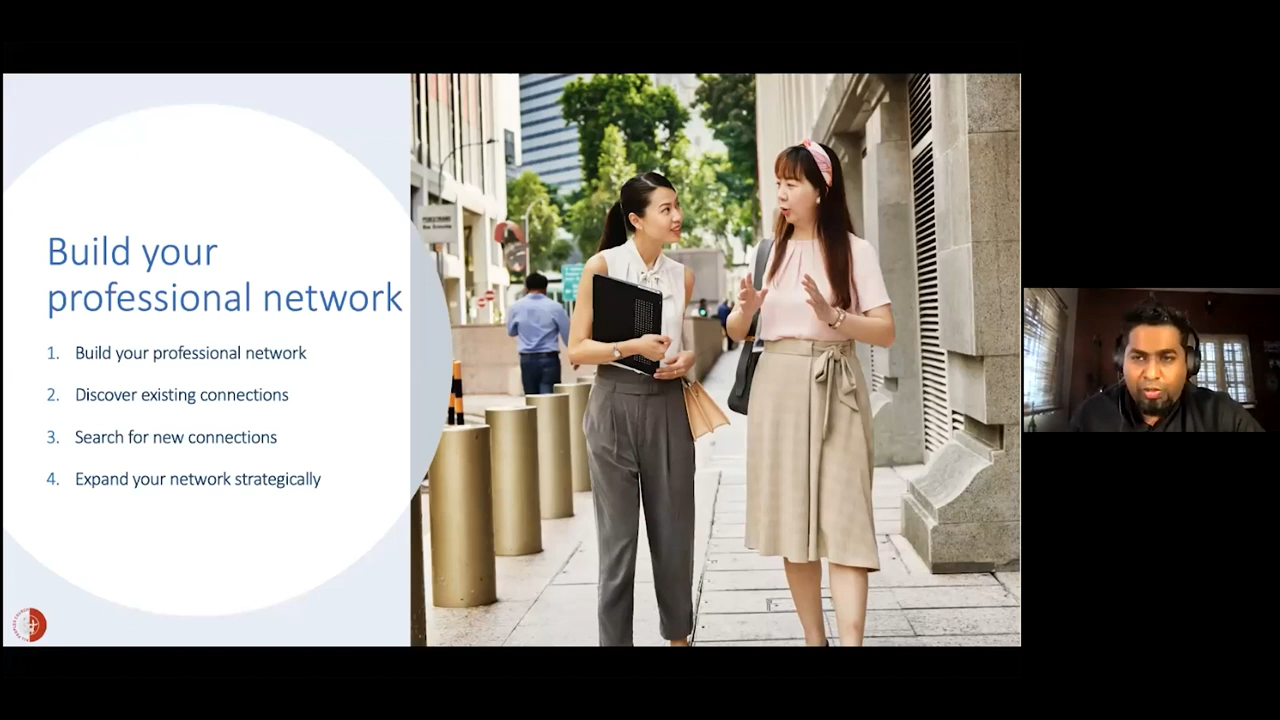 Build your
professional network
1. Build your professional network
2. Discover existing connections
3. Search for new connections
4. Expand your network strategically
PEDESTRIANS